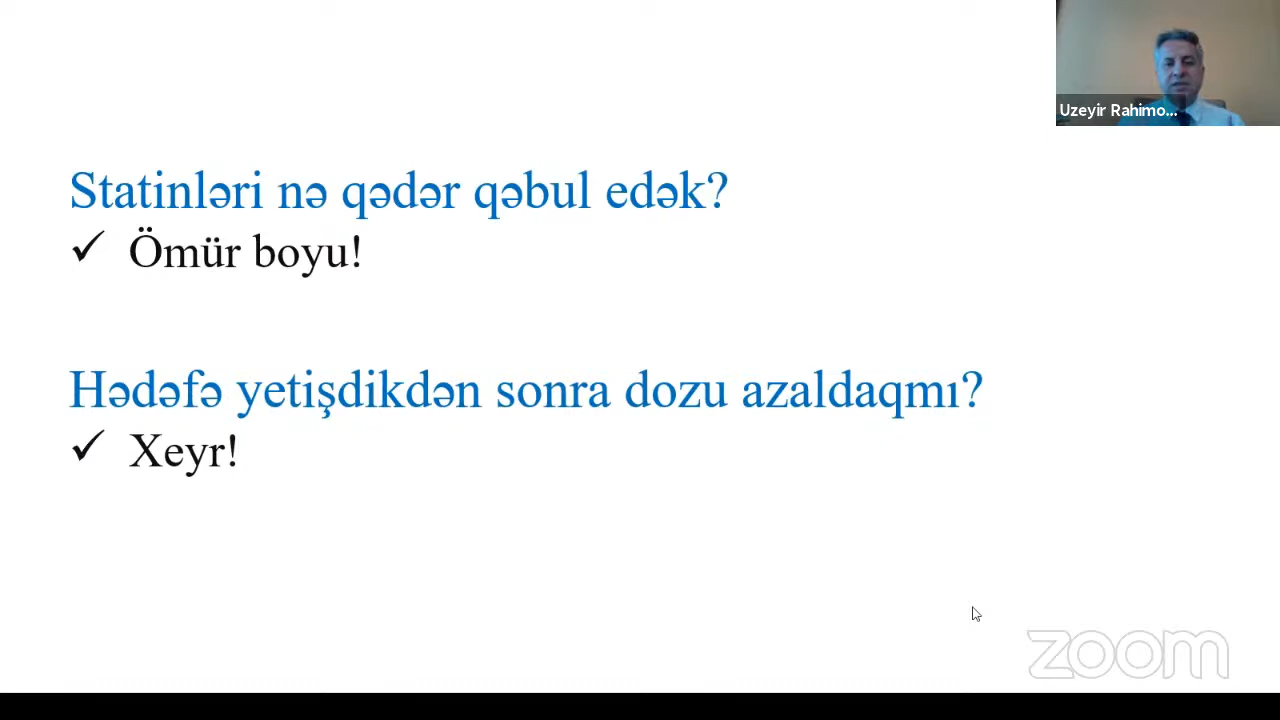 Uzeyir Rahimo...
Statinləri nə qədər qəbul edək?
✓ Ömür boyu!
Hədəfə yetişdikdən sonra dozu azaldaqmı?
✓ Xeyr!
zoom